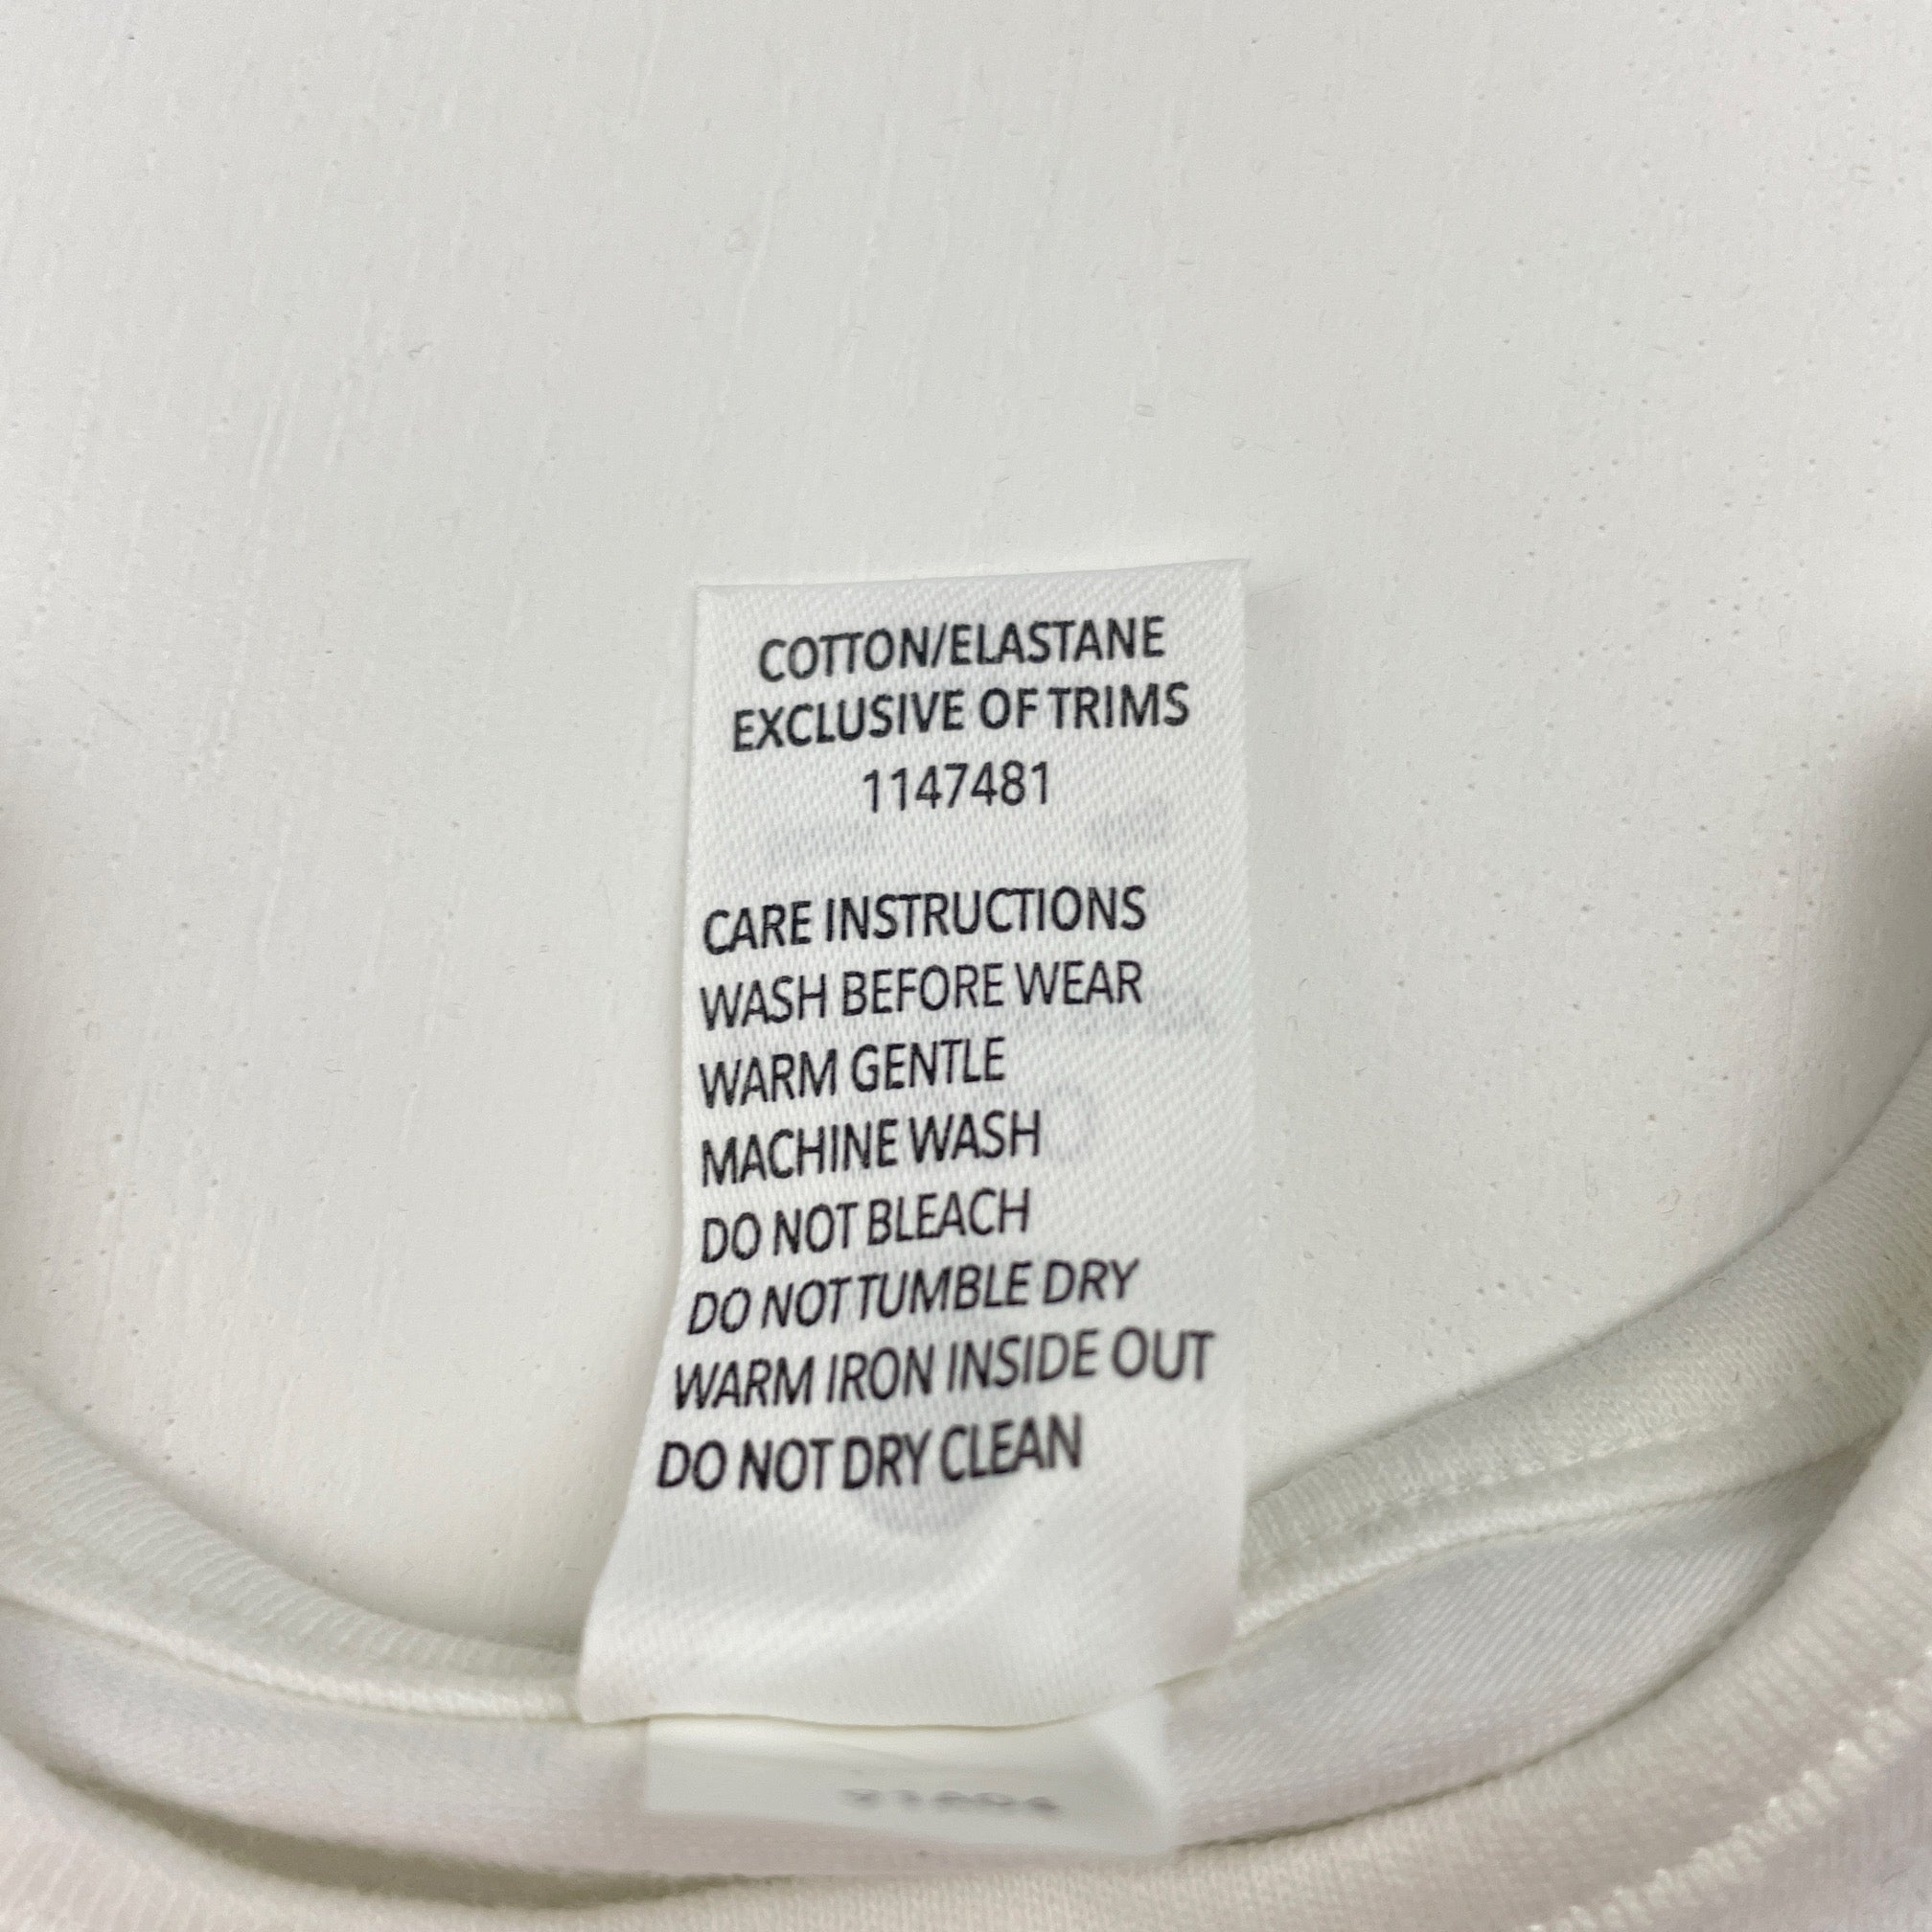 COTTON/ELASTANE
EXCLUSIVE OF TRIMS
1147481
CARE INSTRUCTIONS
WASH BEFORE WEAR
WARM GENTLE
MACHINE WASH
DO NOT BLEACH
DO NOT TUMBLE DRY
WARM IRON INSIDE OUT
DO NOT DRY CLEAN